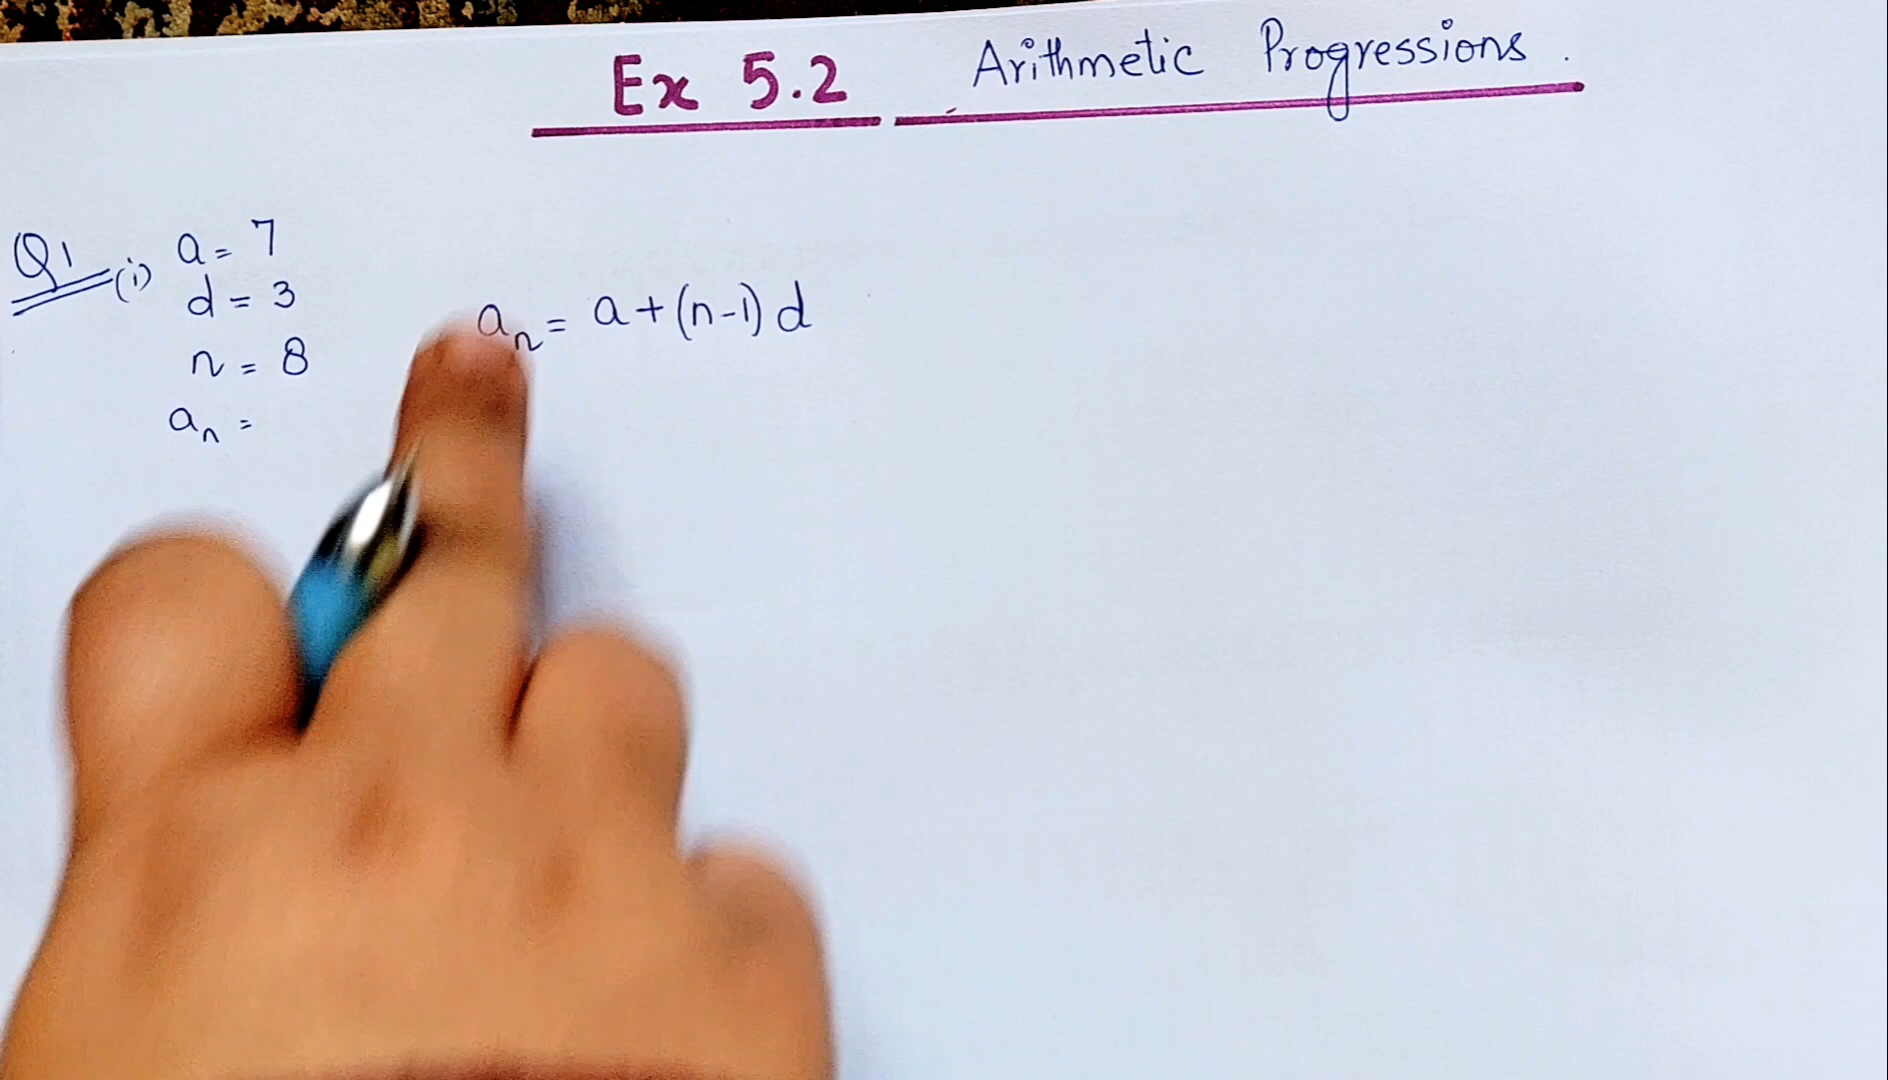 Ex 5.2 Arithmetic Progressions.
Q1 (i) a = 7
d = 3
n = 8
aₙ =
aₙ = a + (n-1) d